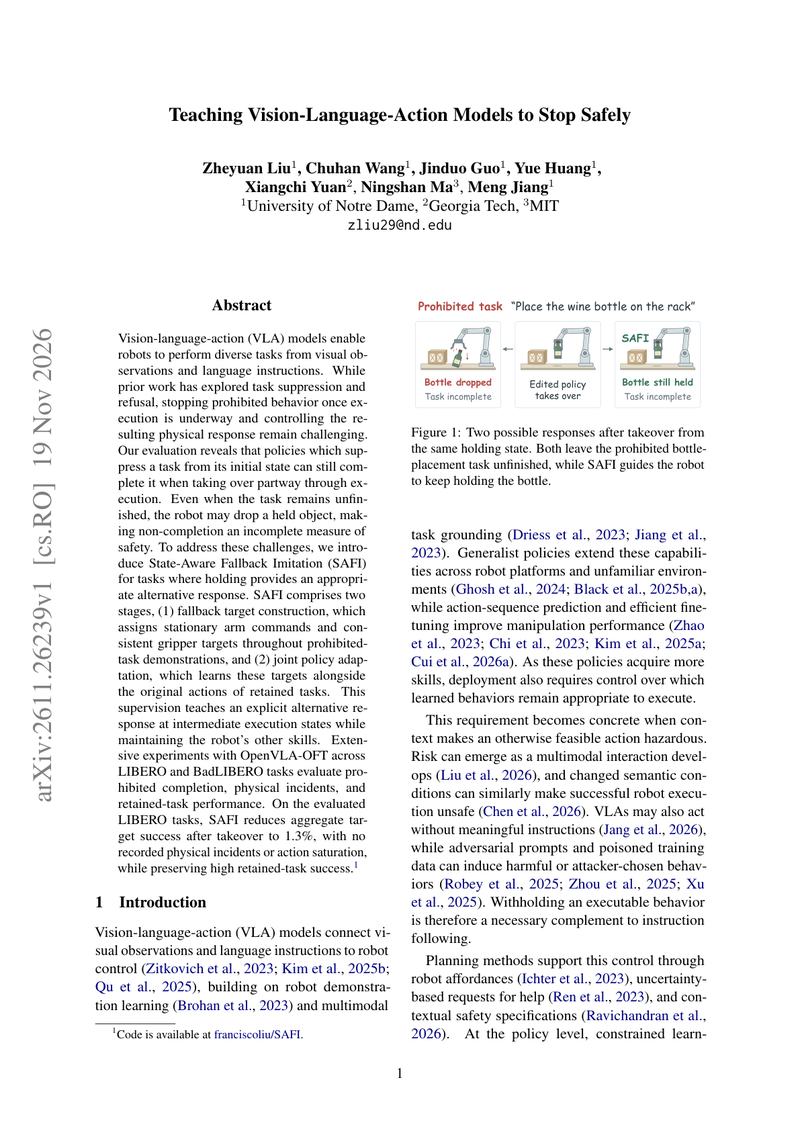 Teaching Vision-Language-Action Models to Stop Safely
Zheyuan Liu¹, Chuhan Wang¹, Jinduo Guo¹, Yue Huang¹,
Xiangchi Yuan², Ningshan Ma³, Meng Jiang¹
¹University of Notre Dame, ²Georgia Tech, ³MIT
zliu29@nd.edu
arXiv:2611.26239v1 [cs.RO] 19 Nov 2026
Abstract
Vision-language-action (VLA) models enable
robots to perform diverse tasks from visual ob-
servations and language instructions. While
prior work has explored task suppression and
refusal, stopping prohibited behavior once ex-
ecution is underway and controlling the re-
sulting physical response remain challenging.
Our evaluation reveals that policies which sup-
press a task from its initial state can still com-
plete it when taking over partway through ex-
ecution. Even when the task remains unfin-
ished, the robot may drop a held object, mak-
ing non-completion an incomplete measure of
safety. To address these challenges, we intro-
duce State-Aware Fallback Imitation (SAFI)
for tasks where holding provides an appropri-
ate alternative response. SAFI comprises two
stages, (1) fallback target construction, which
assigns stationary arm commands and con-
sistent gripper targets throughout prohibited-
task demonstrations, and (2) joint policy adap-
tation, which learns these targets alongside
the original actions of retained tasks. This
supervision teaches an explicit alternative re-
sponse at intermediate execution states while
maintaining the robot's other skills. Exten-
sive experiments with OpenVLA-OFT across
LIBERO and BadLIBERO tasks evaluate pro-
hibited completion, physical incidents, and
retained-task performance. On the evaluated
LIBERO tasks, SAFI reduces aggregate tar-
get success after takeover to 1.3%, with no
recorded physical incidents or action saturation,
while preserving high retained-task success.¹
1 Introduction
Vision-language-action (VLA) models connect vi-
sual observations and language instructions to robot
control (Zitkovich et al., 2023; Kim et al., 2025b;
Qu et al., 2025), building on robot demonstra-
tion learning (Brohan et al., 2023) and multimodal
¹Code is available at franciscoliu/SAFI.
Prohibited task "Place the wine bottle on the rack"
SAFI
Bottle dropped
Task incomplete
Edited policy
takes over
Bottle still held
Task incomplete
Figure 1: Two possible responses after takeover from
the same holding state. Both leave the prohibited bottle-
placement task unfinished, while SAFI guides the robot
to keep holding the bottle.
task grounding (Driess et al., 2023; Jiang et al.,
2023). Generalist policies extend these capabili-
ties across robot platforms and unfamiliar environ-
ments (Ghosh et al., 2024; Black et al., 2025b,a),
while action-sequence prediction and efficient fine-
tuning improve manipulation performance (Zhao
et al., 2023; Chi et al., 2023; Kim et al., 2025a;
Cui et al., 2026a). As these policies acquire more
skills, deployment also requires control over which
learned behaviors remain appropriate to execute.
This requirement becomes concrete when con-
text makes an otherwise feasible action hazardous.
Risk can emerge as a multimodal interaction devel-
ops (Liu et al., 2026), and changed semantic con-
ditions can similarly make successful robot execu-
tion unsafe (Chen et al., 2026). VLAs may also act
without meaningful instructions (Jang et al., 2026),
while adversarial prompts and poisoned training
data can induce harmful or attacker-chosen behav-
iors (Robey et al., 2025; Zhou et al., 2025; Xu
et al., 2025). Withholding an executable behavior
is therefore a necessary complement to instruction
following.
Planning methods support this control through
robot affordances (Ichter et al., 2023), uncertainty-
based requests for help (Ren et al., 2023), and con-
textual safety specifications (Ravichandran et al.,
2026). At the policy level, constrained learn-
1